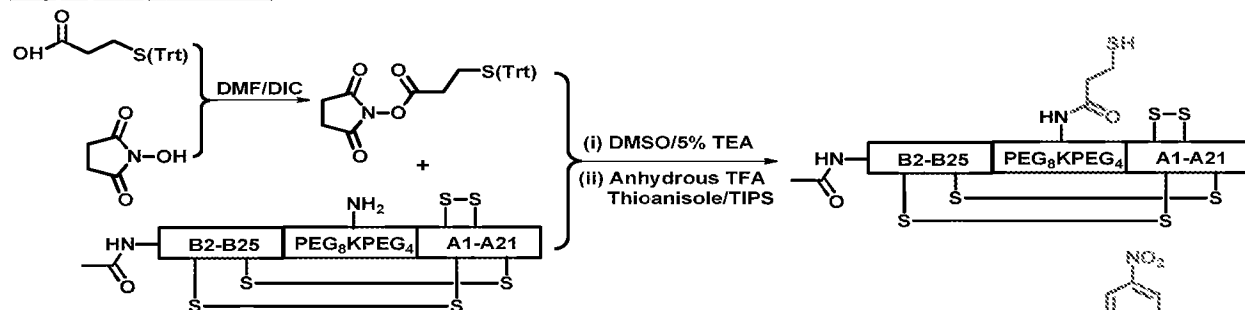 O
OH
S(Trt)
DMF/DIC
O
N-OH
O
O
N-O
O
O
S(Trt)
+
(i) DMSO/5% TEA
(ii) Anhydrous TFA
Thioanisole/TIPS
NH2
S-S
HN
B2-B25
PEG8KPEG4
A1-A21
O
S
S
S
S
SH
HN
O
S-S
HN
B2-B25
PEG8KPEG4
A1-A21
O
S
S
S
S
NO2